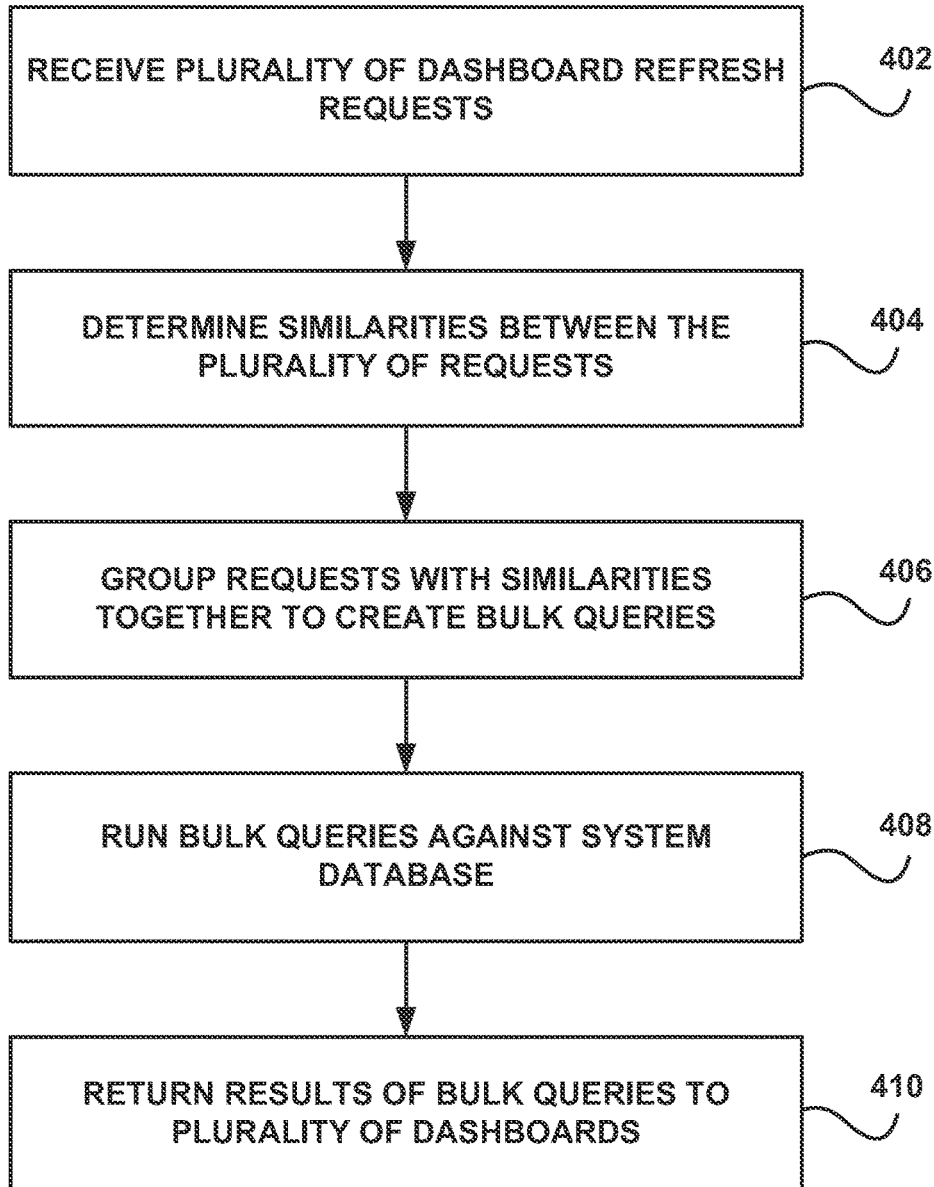 RECEIVE PLURALITY OF DASHBOARD REFRESH
REQUESTS
402
DETERMINE SIMILARITIES BETWEEN THE
PLURALITY OF REQUESTS
404
GROUP REQUESTS WITH SIMILARITIES
TOGETHER TO CREATE BULK QUERIES
406
RUN BULK QUERIES AGAINST SYSTEM
DATABASE
408
RETURN RESULTS OF BULK QUERIES TO
PLURALITY OF DASHBOARDS
410